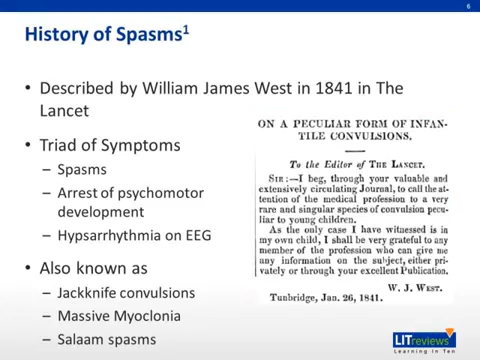 6
History of Spasms1
• Described by William James West in 1841 in The
Lancet
• Triad of Symptoms
– Spasms
– Arrest of psychomotor
development
– Hypsarrhythmia on EEG
• Also known as
– Jackknife convulsions
– Massive Myoclonia
– Salaam spasms
ON A PECULIAR FORM OF INFAN-
TILE CONVULSIONS.
To the Editor of THE LANCET.
SIR:—I beg, through your valuable and
extensively circulating Journal, to call the at-
tention of the medical profession to a very
rare and singular species of convulsion pecu-
liar to young children.
As the only case I have witnessed is in
my own child, I shall be very grateful to any
member of the profession who can give me
any information on the subject, either pri-
vately or through your excellent Publication.
W. J. WEST.
Tunbridge, Jan. 26, 1841.
LITreviews
Learning in Ten